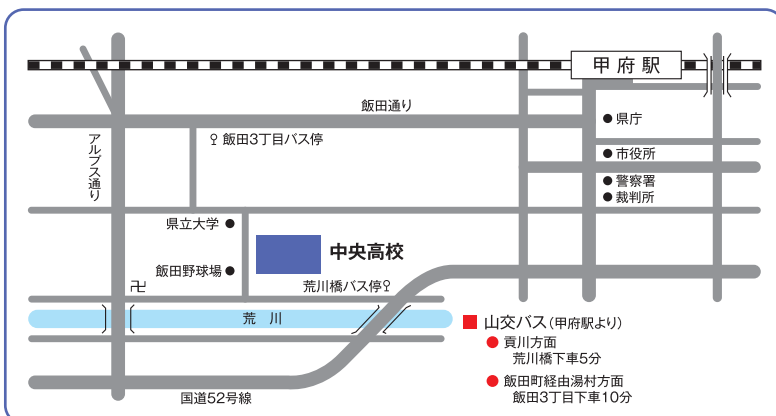 甲府駅
飯田通り
県庁
アルプス通り
飯田3丁目バス停
市役所
警察署
裁判所
県立大学
中央高校
飯田野球場
荒川橋バス停
卍
荒川
山交バス(甲府駅より)
貢川方面
荒川橋下車5分
飯田町経由湯村方面
飯田3丁目下車10分
国道52号線